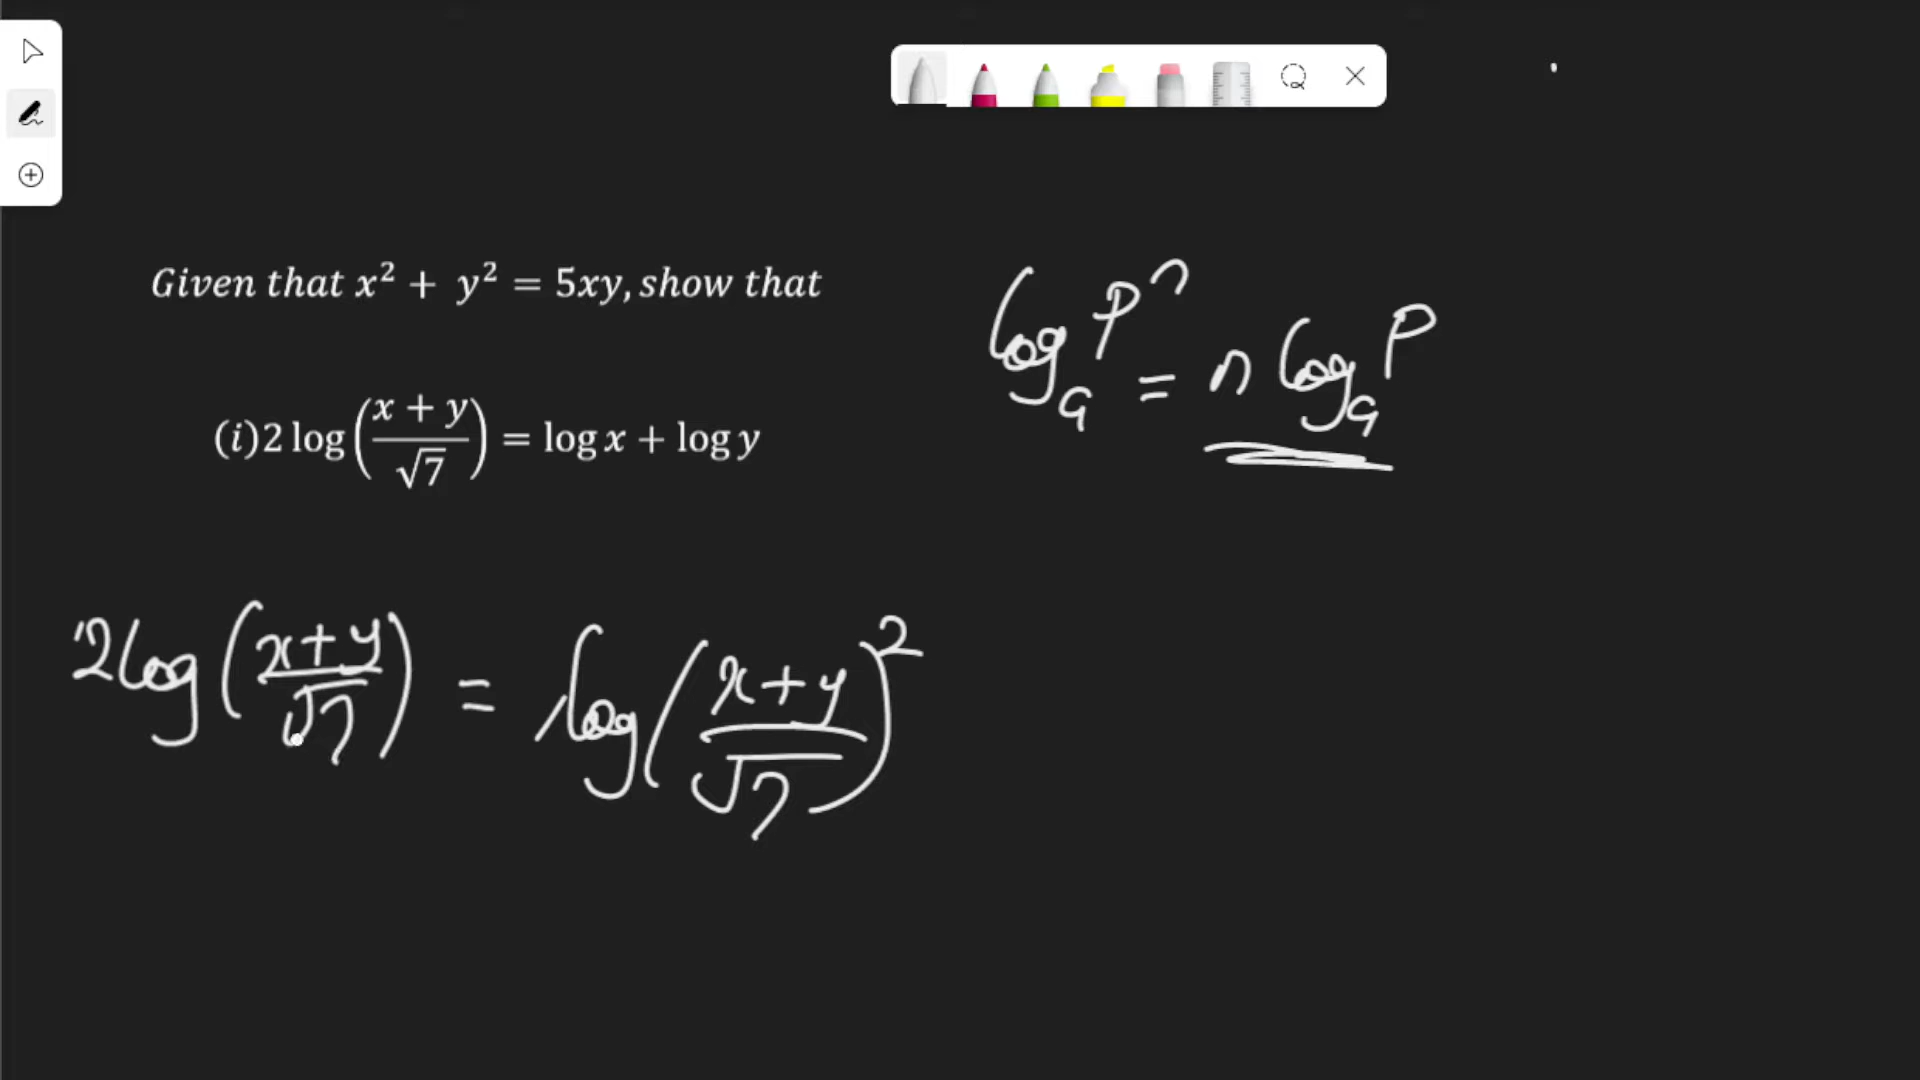 Given that x² + y² = 5xy, show that
(i) 2 log((x + y)/√7) = log x + log y
logₐ Pⁿ = n logₐ P
2log((x+y)/√7) = log((x+y)/√7)²